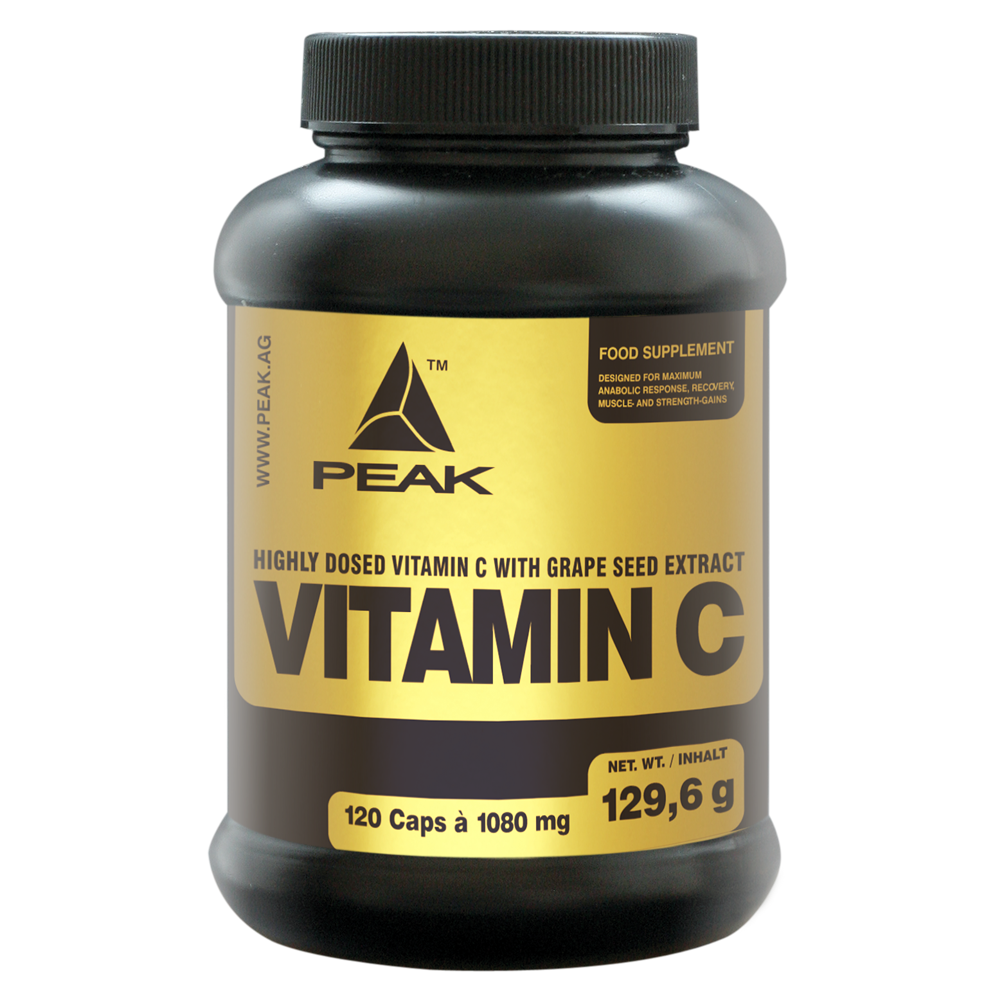 WWW.PEAK.AG
TM
PEAK
FOOD SUPPLEMENT
DESIGNED FOR MAXIMUM
ANABOLIC RESPONSE, RECOVERY,
MUSCLE- AND STRENGTH-GAINS
HIGHLY DOSED VITAMIN C WITH GRAPE SEED EXTRACT
VITAMIN C
NET. WT. / INHALT
129,6 g
120 Caps à 1080 mg